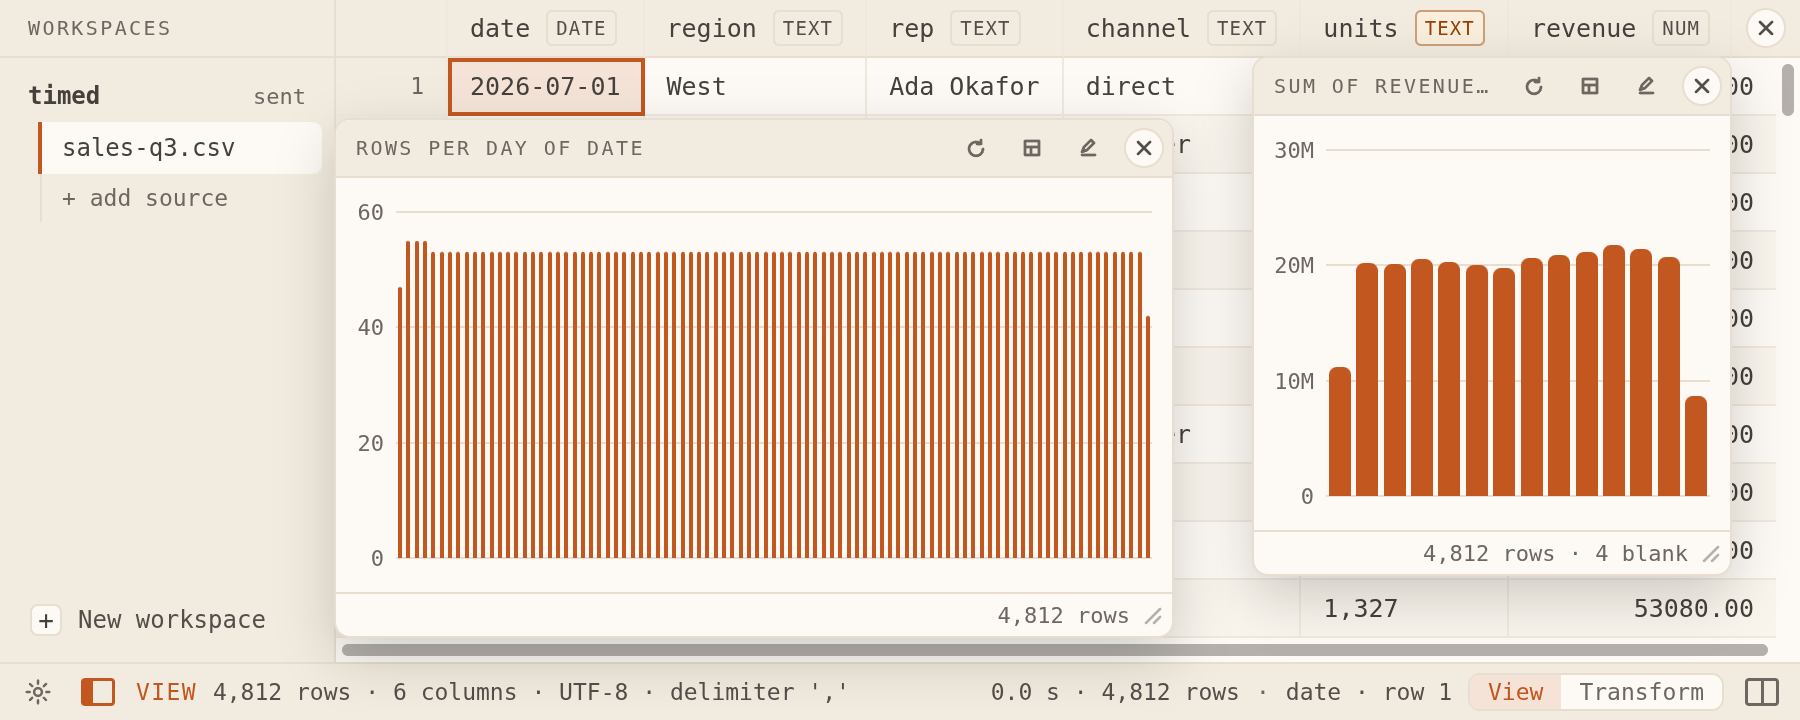 WORKSPACES
date DATE region TEXT rep TEXT channel TEXT units TEXT revenue NUM
timed sent
sales-q3.csv
+ add source
+ New workspace
1 2026-07-01 West Ada Okafor direct
ROWS PER DAY OF DATE
60
40
20
0
4,812 rows
SUM OF REVENUE…
30M
20M
10M
0
4,812 rows · 4 blank
1,327 53080.00
VIEW 4,812 rows · 6 columns · UTF-8 · delimiter ','
0.0 s · 4,812 rows · date · row 1
View Transform